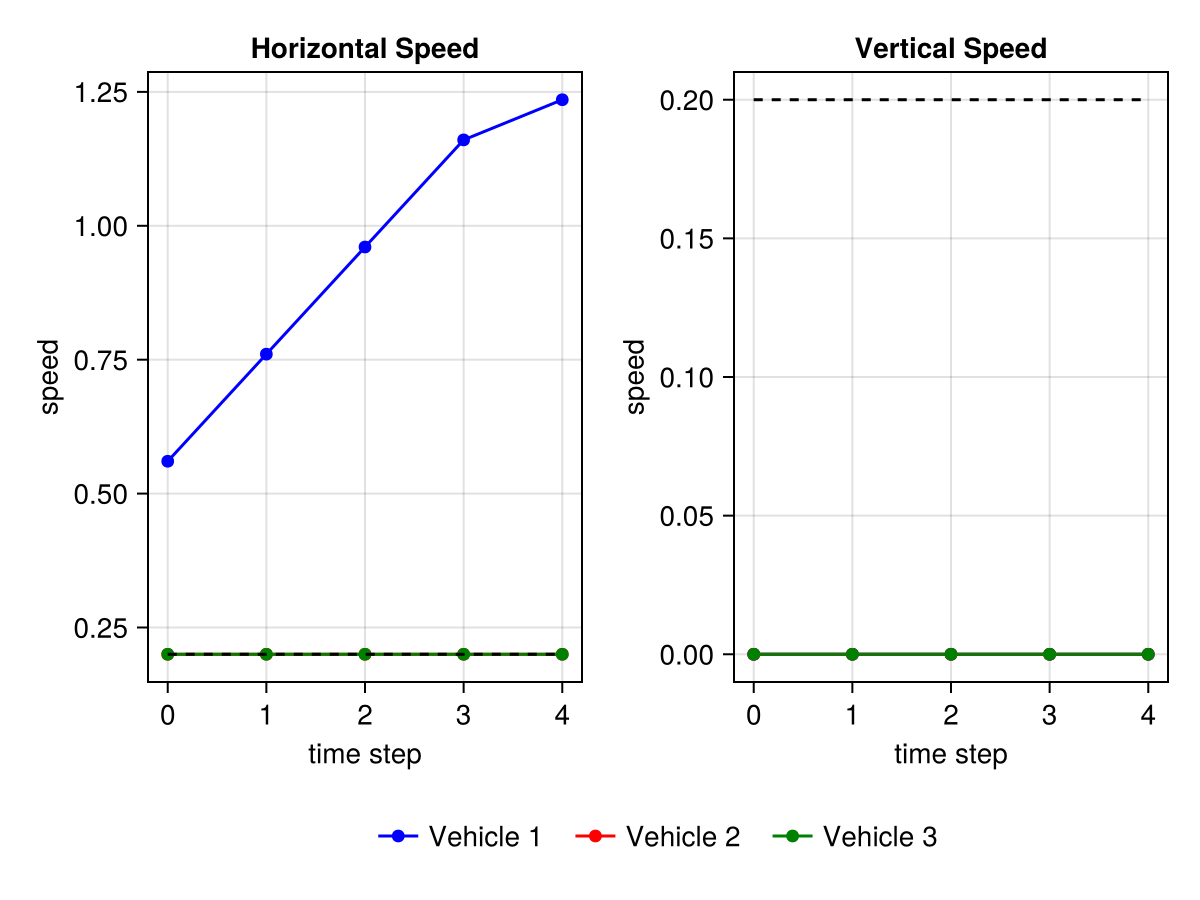 Horizontal Speed
1.25
1.00
0.75
0.50
0.25
speed
0 1 2 3 4
time step
Vertical Speed
0.20
0.15
0.10
0.05
0.00
speed
0 1 2 3 4
time step
Vehicle 1 Vehicle 2 Vehicle 3